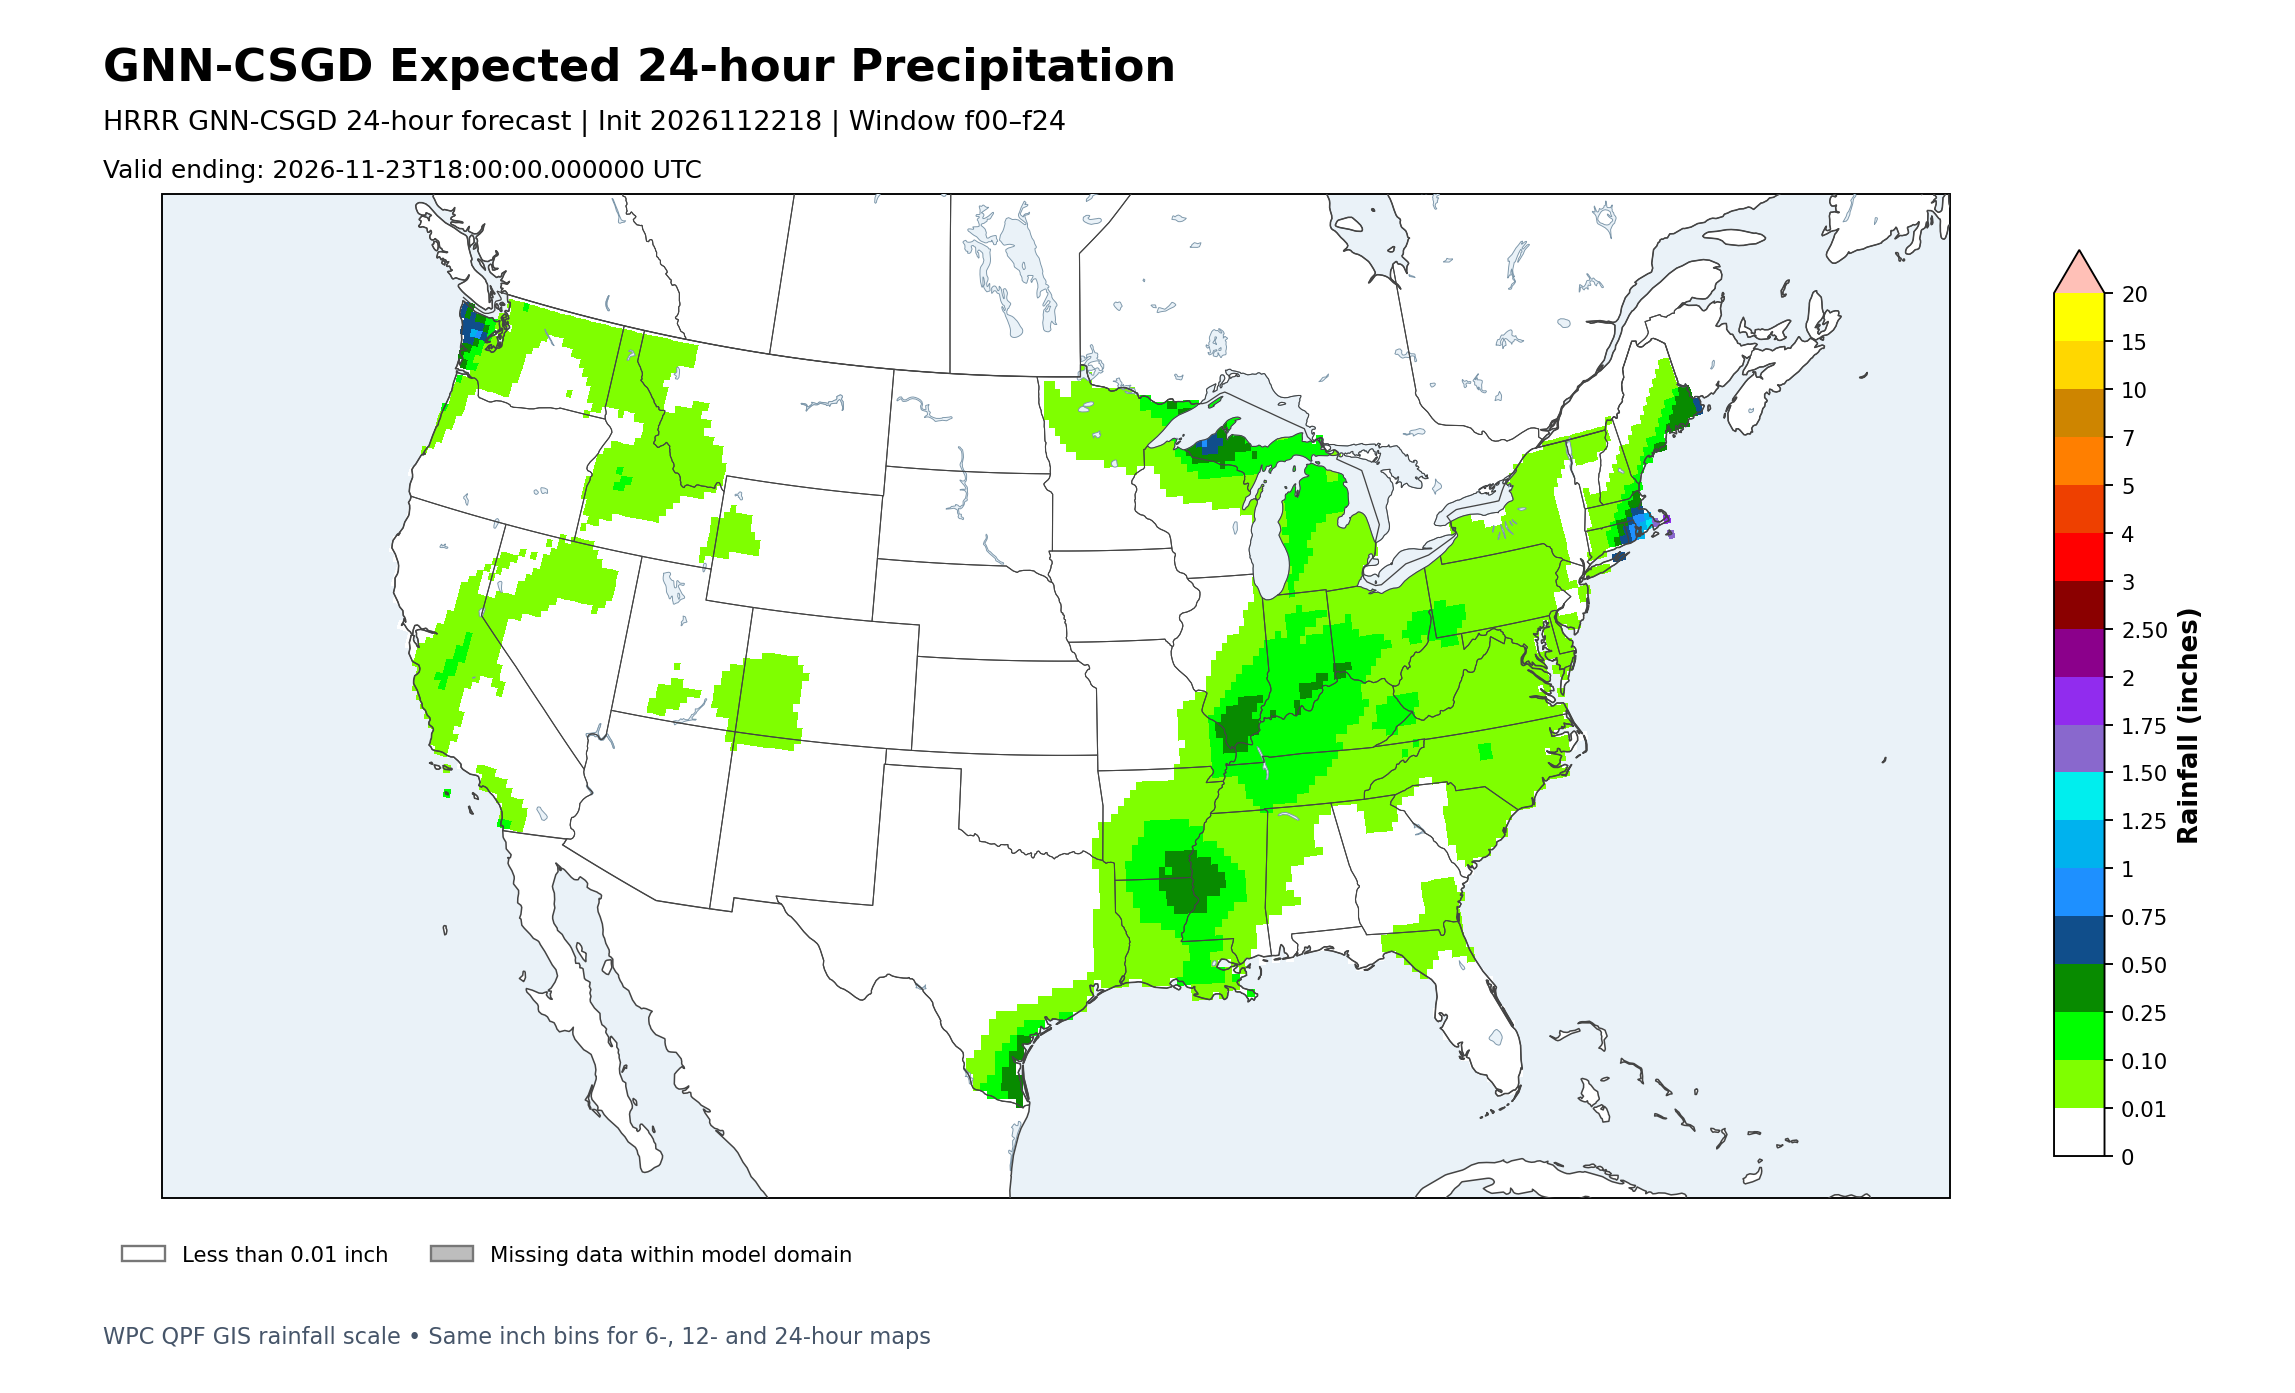 GNN-CSGD Expected 24-hour Precipitation
HRRR GNN-CSGD 24-hour forecast | Init 2026112218 | Window f00–f24
Valid ending: 2026-11-23T18:00:00.000000 UTC
20
15
10
7
5
4
3
2.50
2
1.75
1.50
1.25
1
0.75
0.50
0.25
0.10
0.01
0
Rainfall (inches)
Less than 0.01 inch
Missing data within model domain
WPC QPF GIS rainfall scale • Same inch bins for 6-, 12- and 24-hour maps